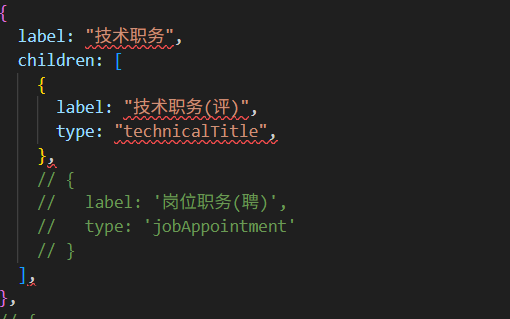 {
label: "技术职务",
children: [
{
label: "技术职务(评)",
type: "technicalTitle",
},
// {
//   label: '岗位职务(聘)',
//   type: 'jobAppointment'
// }
],
},
// {